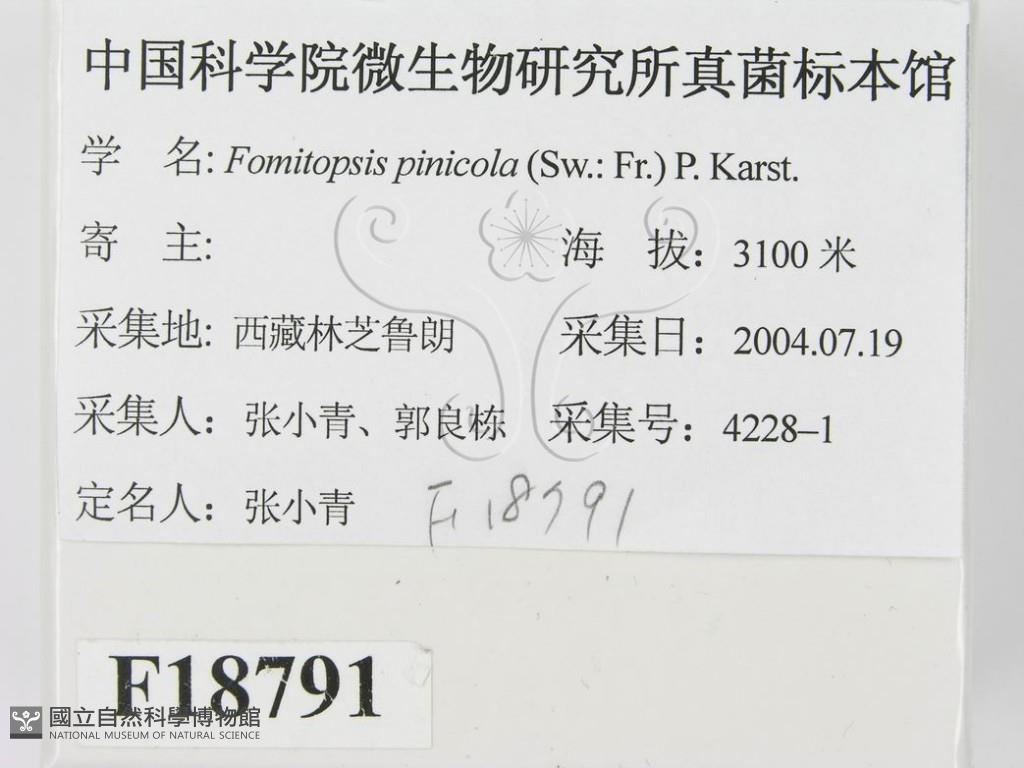 中国科学院微生物研究所真菌标本馆
学 名: Fomitopsis pinicola (Sw.: Fr.) P. Karst.
寄 主: 海 拔: 3100 米
采集地: 西藏林芝鲁朗 采集日: 2004.07.19
采集人: 张小青、郭良栋 采集号: 4228–1
定名人: 张小青 F18791
F18791
國立自然科學博物館
NATIONAL MUSEUM OF NATURAL SCIENCE